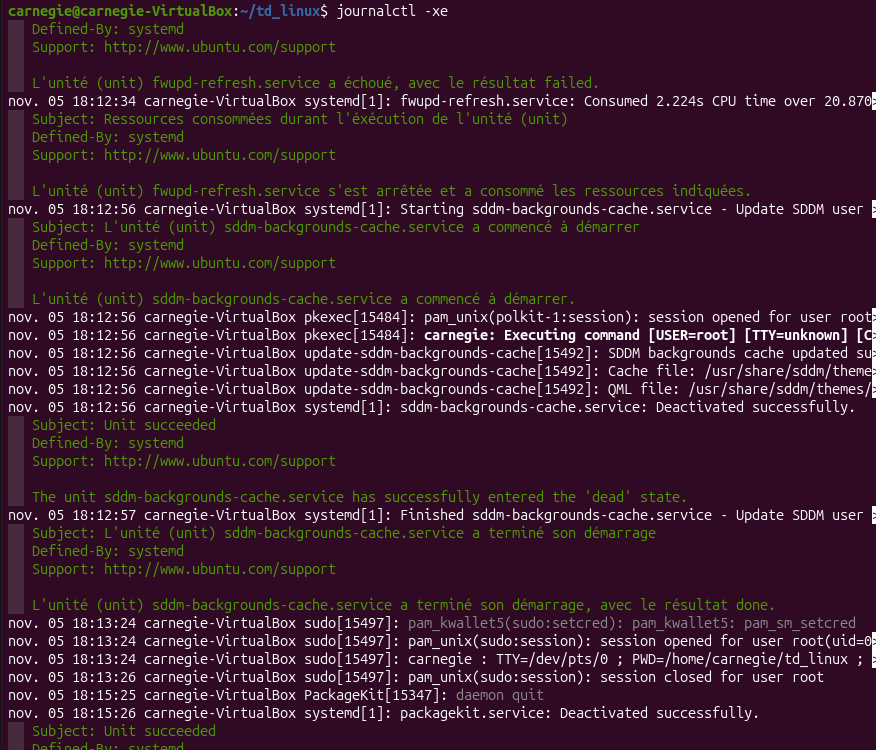 carnegie@carnegie-VirtualBox:~/td_linux$ journalctl -xe
Defined-By: systemd
Support: http://www.ubuntu.com/support
L'unité (unit) fwupd-refresh.service a échoué, avec le résultat failed.
nov. 05 18:12:34 carnegie-VirtualBox systemd[1]: fwupd-refresh.service: Consumed 2.224s CPU time over 20.870>
Subject: Ressources consommées durant l'éxécution de l'unité (unit)
Defined-By: systemd
Support: http://www.ubuntu.com/support
L'unité (unit) fwupd-refresh.service s'est arrêtée et a consommé les ressources indiquées.
nov. 05 18:12:56 carnegie-VirtualBox systemd[1]: Starting sddm-backgrounds-cache.service - Update SDDM user >
Subject: L'unité (unit) sddm-backgrounds-cache.service a commencé à démarrer
Defined-By: systemd
Support: http://www.ubuntu.com/support
L'unité (unit) sddm-backgrounds-cache.service a commencé à démarrer.
nov. 05 18:12:56 carnegie-VirtualBox pkexec[15484]: pam_unix(polkit-1:session): session opened for user root>
nov. 05 18:12:56 carnegie-VirtualBox pkexec[15484]: carnegie: Executing command [USER=root] [TTY=unknown] [C>
nov. 05 18:12:56 carnegie-VirtualBox update-sddm-backgrounds-cache[15492]: SDDM backgrounds cache updated su>
nov. 05 18:12:56 carnegie-VirtualBox update-sddm-backgrounds-cache[15492]: Cache file: /usr/share/sddm/theme>
nov. 05 18:12:56 carnegie-VirtualBox update-sddm-backgrounds-cache[15492]: QML file: /usr/share/sddm/themes/>
nov. 05 18:12:56 carnegie-VirtualBox systemd[1]: sddm-backgrounds-cache.service: Deactivated successfully.
Subject: Unit succeeded
Defined-By: systemd
Support: http://www.ubuntu.com/support
The unit sddm-backgrounds-cache.service has successfully entered the 'dead' state.
nov. 05 18:12:57 carnegie-VirtualBox systemd[1]: Finished sddm-backgrounds-cache.service - Update SDDM user >
Subject: L'unité (unit) sddm-backgrounds-cache.service a terminé son démarrage
Defined-By: systemd
Support: http://www.ubuntu.com/support
L'unité (unit) sddm-backgrounds-cache.service a terminé son démarrage, avec le résultat done.
nov. 05 18:13:24 carnegie-VirtualBox sudo[15497]: pam_kwallet5(sudo:setcred): pam_kwallet5: pam_sm_setcred
nov. 05 18:13:24 carnegie-VirtualBox sudo[15497]: pam_unix(sudo:session): session opened for user root(uid=0>
nov. 05 18:13:24 carnegie-VirtualBox sudo[15497]: carnegie : TTY=/dev/pts/0 ; PWD=/home/carnegie/td_linux ; >
nov. 05 18:13:26 carnegie-VirtualBox sudo[15497]: pam_unix(sudo:session): session closed for user root
nov. 05 18:15:25 carnegie-VirtualBox PackageKit[15347]: daemon quit
nov. 05 18:15:26 carnegie-VirtualBox systemd[1]: packagekit.service: Deactivated successfully.
Subject: Unit succeeded
Defined-By: systemd